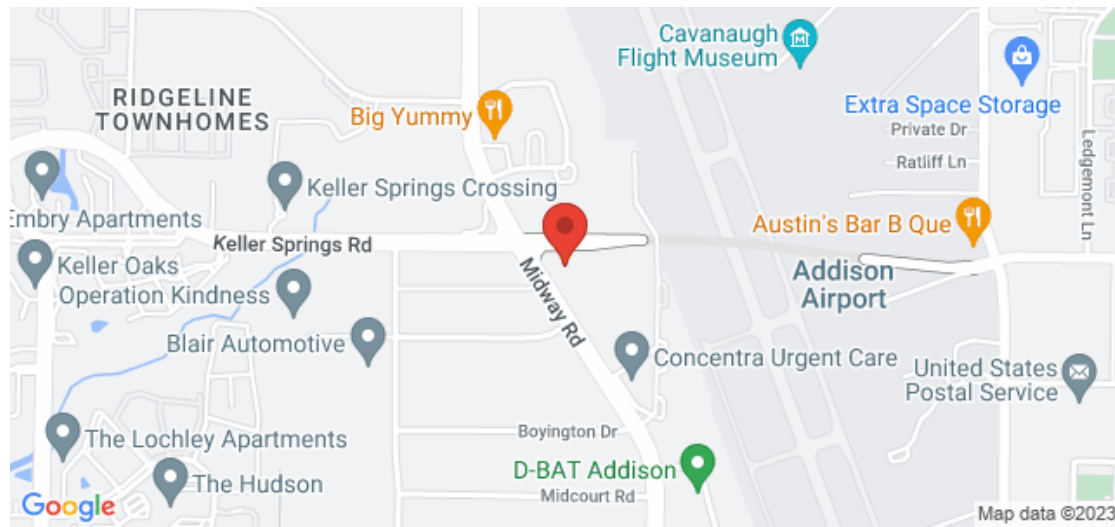 Cavanaugh
Flight Museum
RIDGELINE
TOWNHOMES
Big Yummy
Extra Space Storage
Private Dr
Ratliff Ln
Ledgemont Ln
Keller Springs Crossing
Embry Apartments
Keller Springs Rd
Austin's Bar B Que
Keller Oaks
Operation Kindness
Midway Rd
Addison
Airport
Blair Automotive
Concentra Urgent Care
United States
Postal Service
The Lochley Apartments
Boyington Dr
D-BAT Addison
The Hudson
Midcourt Rd
Google
Map data ©2023